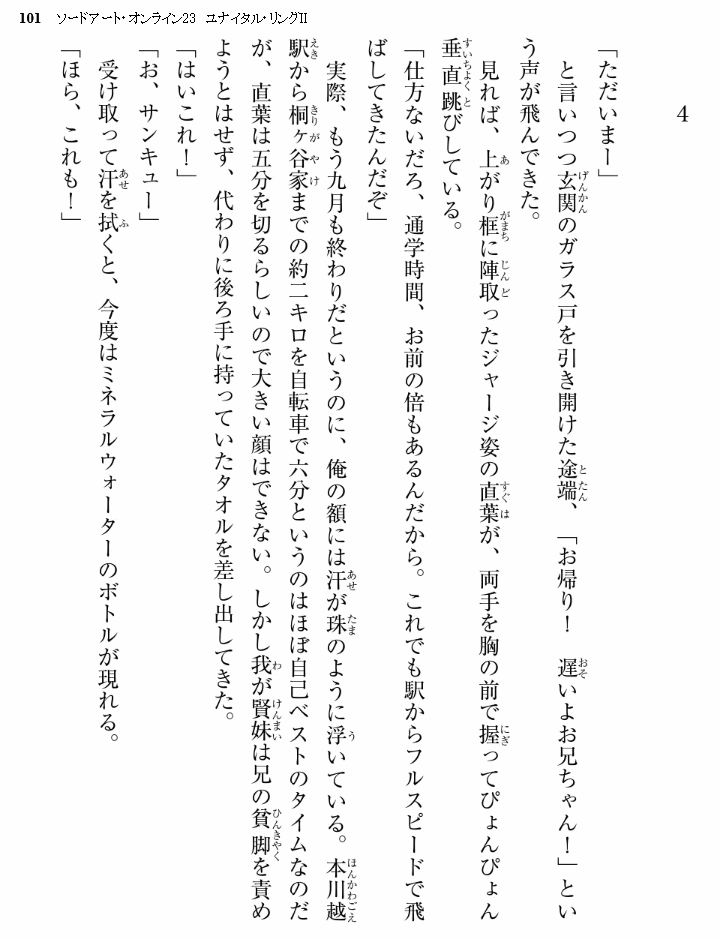 101 ソードアート・オンライン23 ユナイタル・リングⅡ
4
「ただいまー」
と言いつつ玄関のガラス戸を引き開けた途端、「お帰り！　遅いよお兄ちゃん！」とい
う声が飛んできた。
見れば、上がり框に陣取ったジャージ姿の直葉が、両手を胸の前で握ってぴょんぴょん
垂直跳びしている。
「仕方ないだろ、通学時間、お前の倍もあるんだから。これでも駅からフルスピードで飛
ばしてきたんだぞ」
実際、もう九月も終わりだというのに、俺の額には汗が珠のように浮いている。本川越
駅から桐ヶ谷家までの約二キロを自転車で六分というのはほぼ自己ベストのタイムなのだ
が、直葉は五分を切るらしいので大きい顔はできない。しかし我が賢妹は兄の貧脚を責め
ようとはせず、代わりに後ろ手に持っていたタオルを差し出してきた。
「はいこれ！」
「お、サンキュー」
受け取って汗を拭くと、今度はミネラルウォーターのボトルが現れる。
「ほら、これも！」